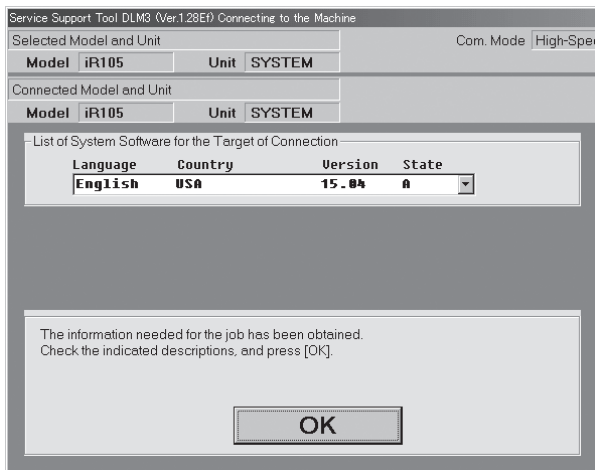 Service Support Tool DLM3 (Ver.1.28Ef) Connecting to the Machine
Selected Model and Unit Com. Mode High-Spee
Model iR105 Unit SYSTEM
Connected Model and Unit
Model iR105 Unit SYSTEM
List of System Software for the Target of Connection
Language Country Version State
English USA 15.04 A
The information needed for the job has been obtained.
Check the indicated descriptions, and press [OK].
OK